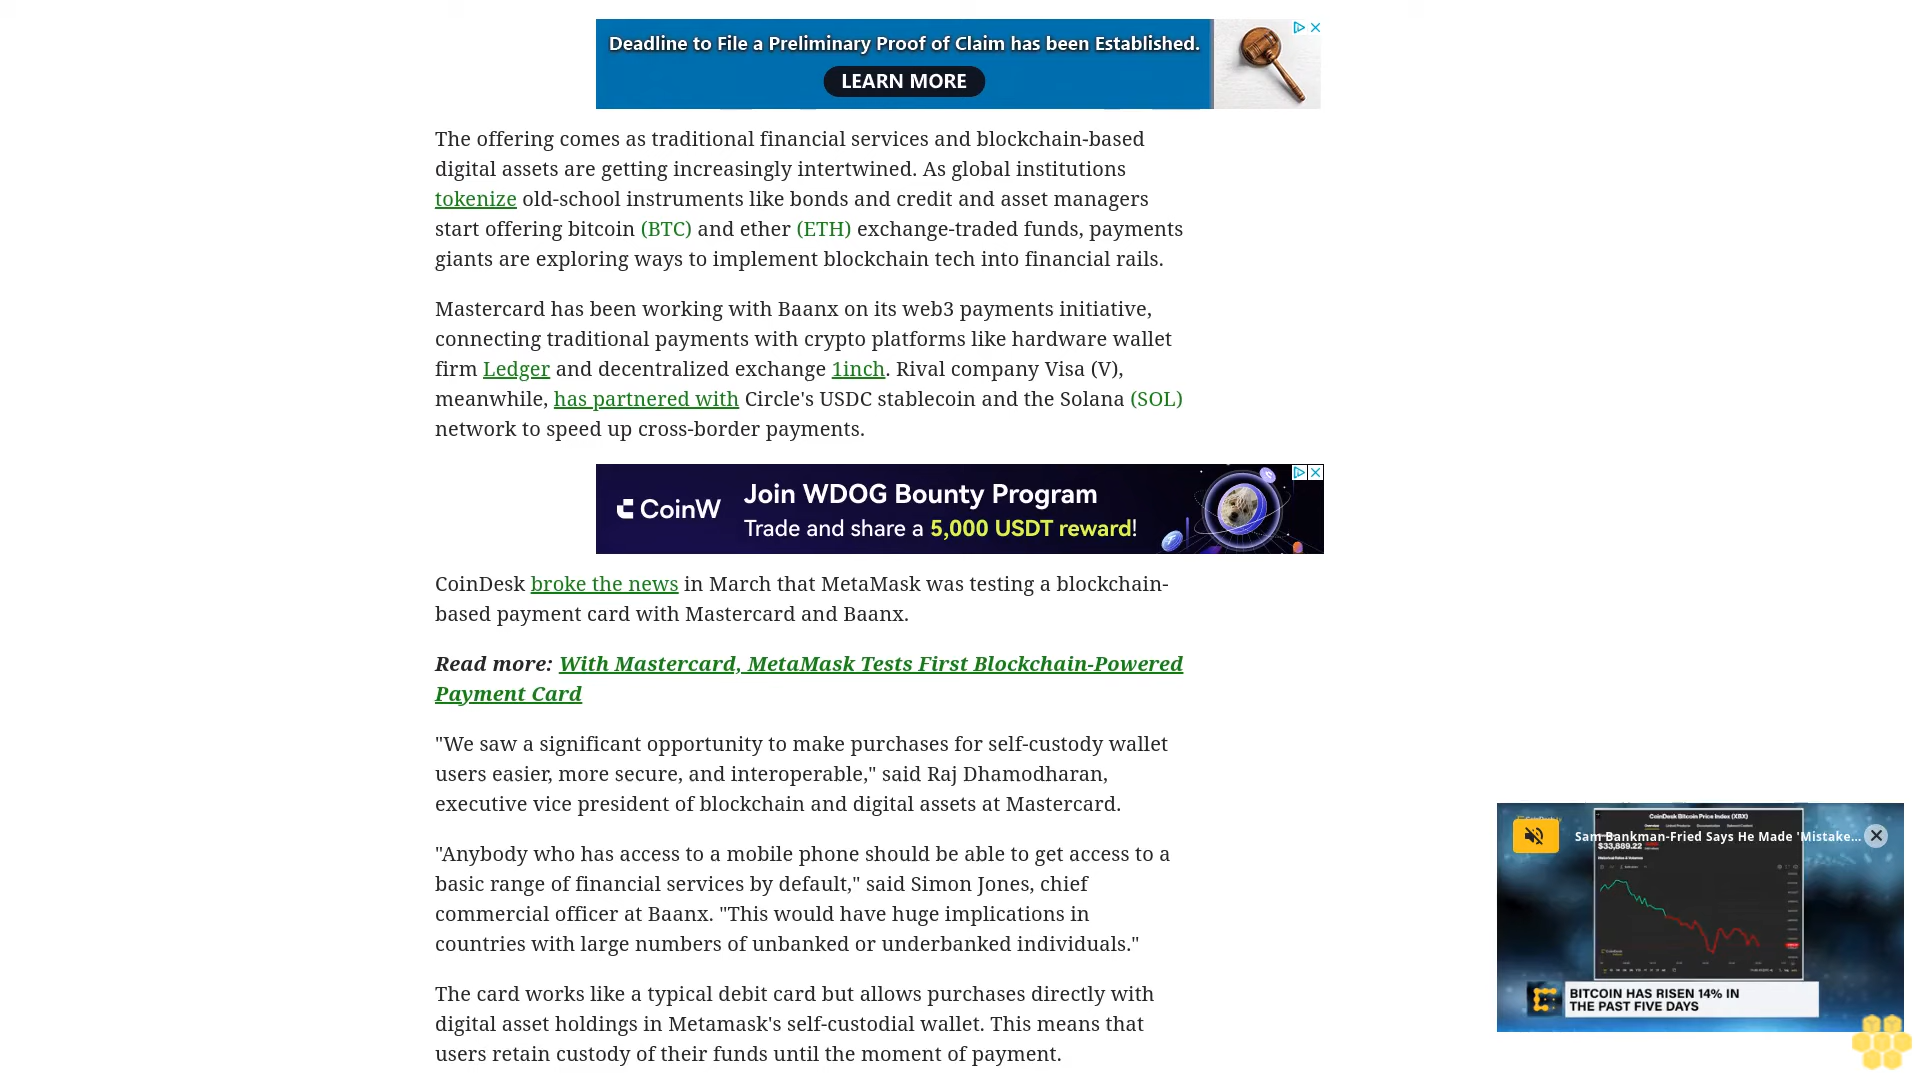 Deadline to File a Preliminary Proof of Claim has been Established.
LEARN MORE
The offering comes as traditional financial services and blockchain-based
digital assets are getting increasingly intertwined. As global institutions
tokenize old-school instruments like bonds and credit and asset managers
start offering bitcoin (BTC) and ether (ETH) exchange-traded funds, payments
giants are exploring ways to implement blockchain tech into financial rails.
Mastercard has been working with Baanx on its web3 payments initiative,
connecting traditional payments with crypto platforms like hardware wallet
firm Ledger and decentralized exchange 1inch. Rival company Visa (V),
meanwhile, has partnered with Circle's USDC stablecoin and the Solana (SOL)
network to speed up cross-border payments.
CoinW
Join WDOG Bounty Program
Trade and share a 5,000 USDT reward!
CoinDesk broke the news in March that MetaMask was testing a blockchain-
based payment card with Mastercard and Baanx.
Read more: With Mastercard, MetaMask Tests First Blockchain-Powered
Payment Card
"We saw a significant opportunity to make purchases for self-custody wallet
users easier, more secure, and interoperable," said Raj Dhamodharan,
executive vice president of blockchain and digital assets at Mastercard.
"Anybody who has access to a mobile phone should be able to get access to a
basic range of financial services by default," said Simon Jones, chief
commercial officer at Baanx. "This would have huge implications in
countries with large numbers of unbanked or underbanked individuals."
CoinDesk Bitcoin Price Index (XBX)
Sam Bankman-Fried Says He Made 'Mistake...
$33,889.22
BITCOIN HAS RISEN 14% IN
THE PAST FIVE DAYS
The card works like a typical debit card but allows purchases directly with
digital asset holdings in Metamask's self-custodial wallet. This means that
users retain custody of their funds until the moment of payment.